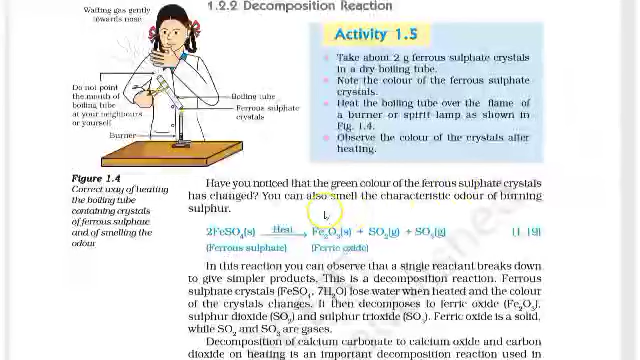 1.2.2 Decomposition Reaction
Wafting gas gently
towards nose
Do not point
the mouth of
boiling tube
at your neighbours
or yourself
Burner
Boiling tube
Ferrous sulphate
crystals
Activity 1.5
Take about 2 g ferrous sulphate crystals
in a dry boiling tube.
Note the colour of the ferrous sulphate
crystals.
Heat the boiling tube over the flame of
a burner or spirit lamp as shown in
Fig. 1.4.
Observe the colour of the crystals after
heating.
Figure 1.4
Correct way of heating
the boiling tube
containing crystals
of ferrous sulphate
and of smelling the
odour
Have you noticed that the green colour of the ferrous sulphate crystals
has changed? You can also smell the characteristic odour of burning
sulphur.
2FeSO₄(s) Heat → Fe₂O₃(s) + SO₂(g) + SO₃(g) (1.19)
(Ferrous sulphate) (Ferric oxide)
In this reaction you can observe that a single reactant breaks down
to give simpler products. This is a decomposition reaction. Ferrous
sulphate crystals (FeSO₄, 7H₂O) lose water when heated and the colour
of the crystals changes. It then decomposes to ferric oxide (Fe₂O₃),
sulphur dioxide (SO₂) and sulphur trioxide (SO₃). Ferric oxide is a solid,
while SO₂ and SO₃ are gases.
Decomposition of calcium carbonate to calcium oxide and carbon
dioxide on heating is an important decomposition reaction used in